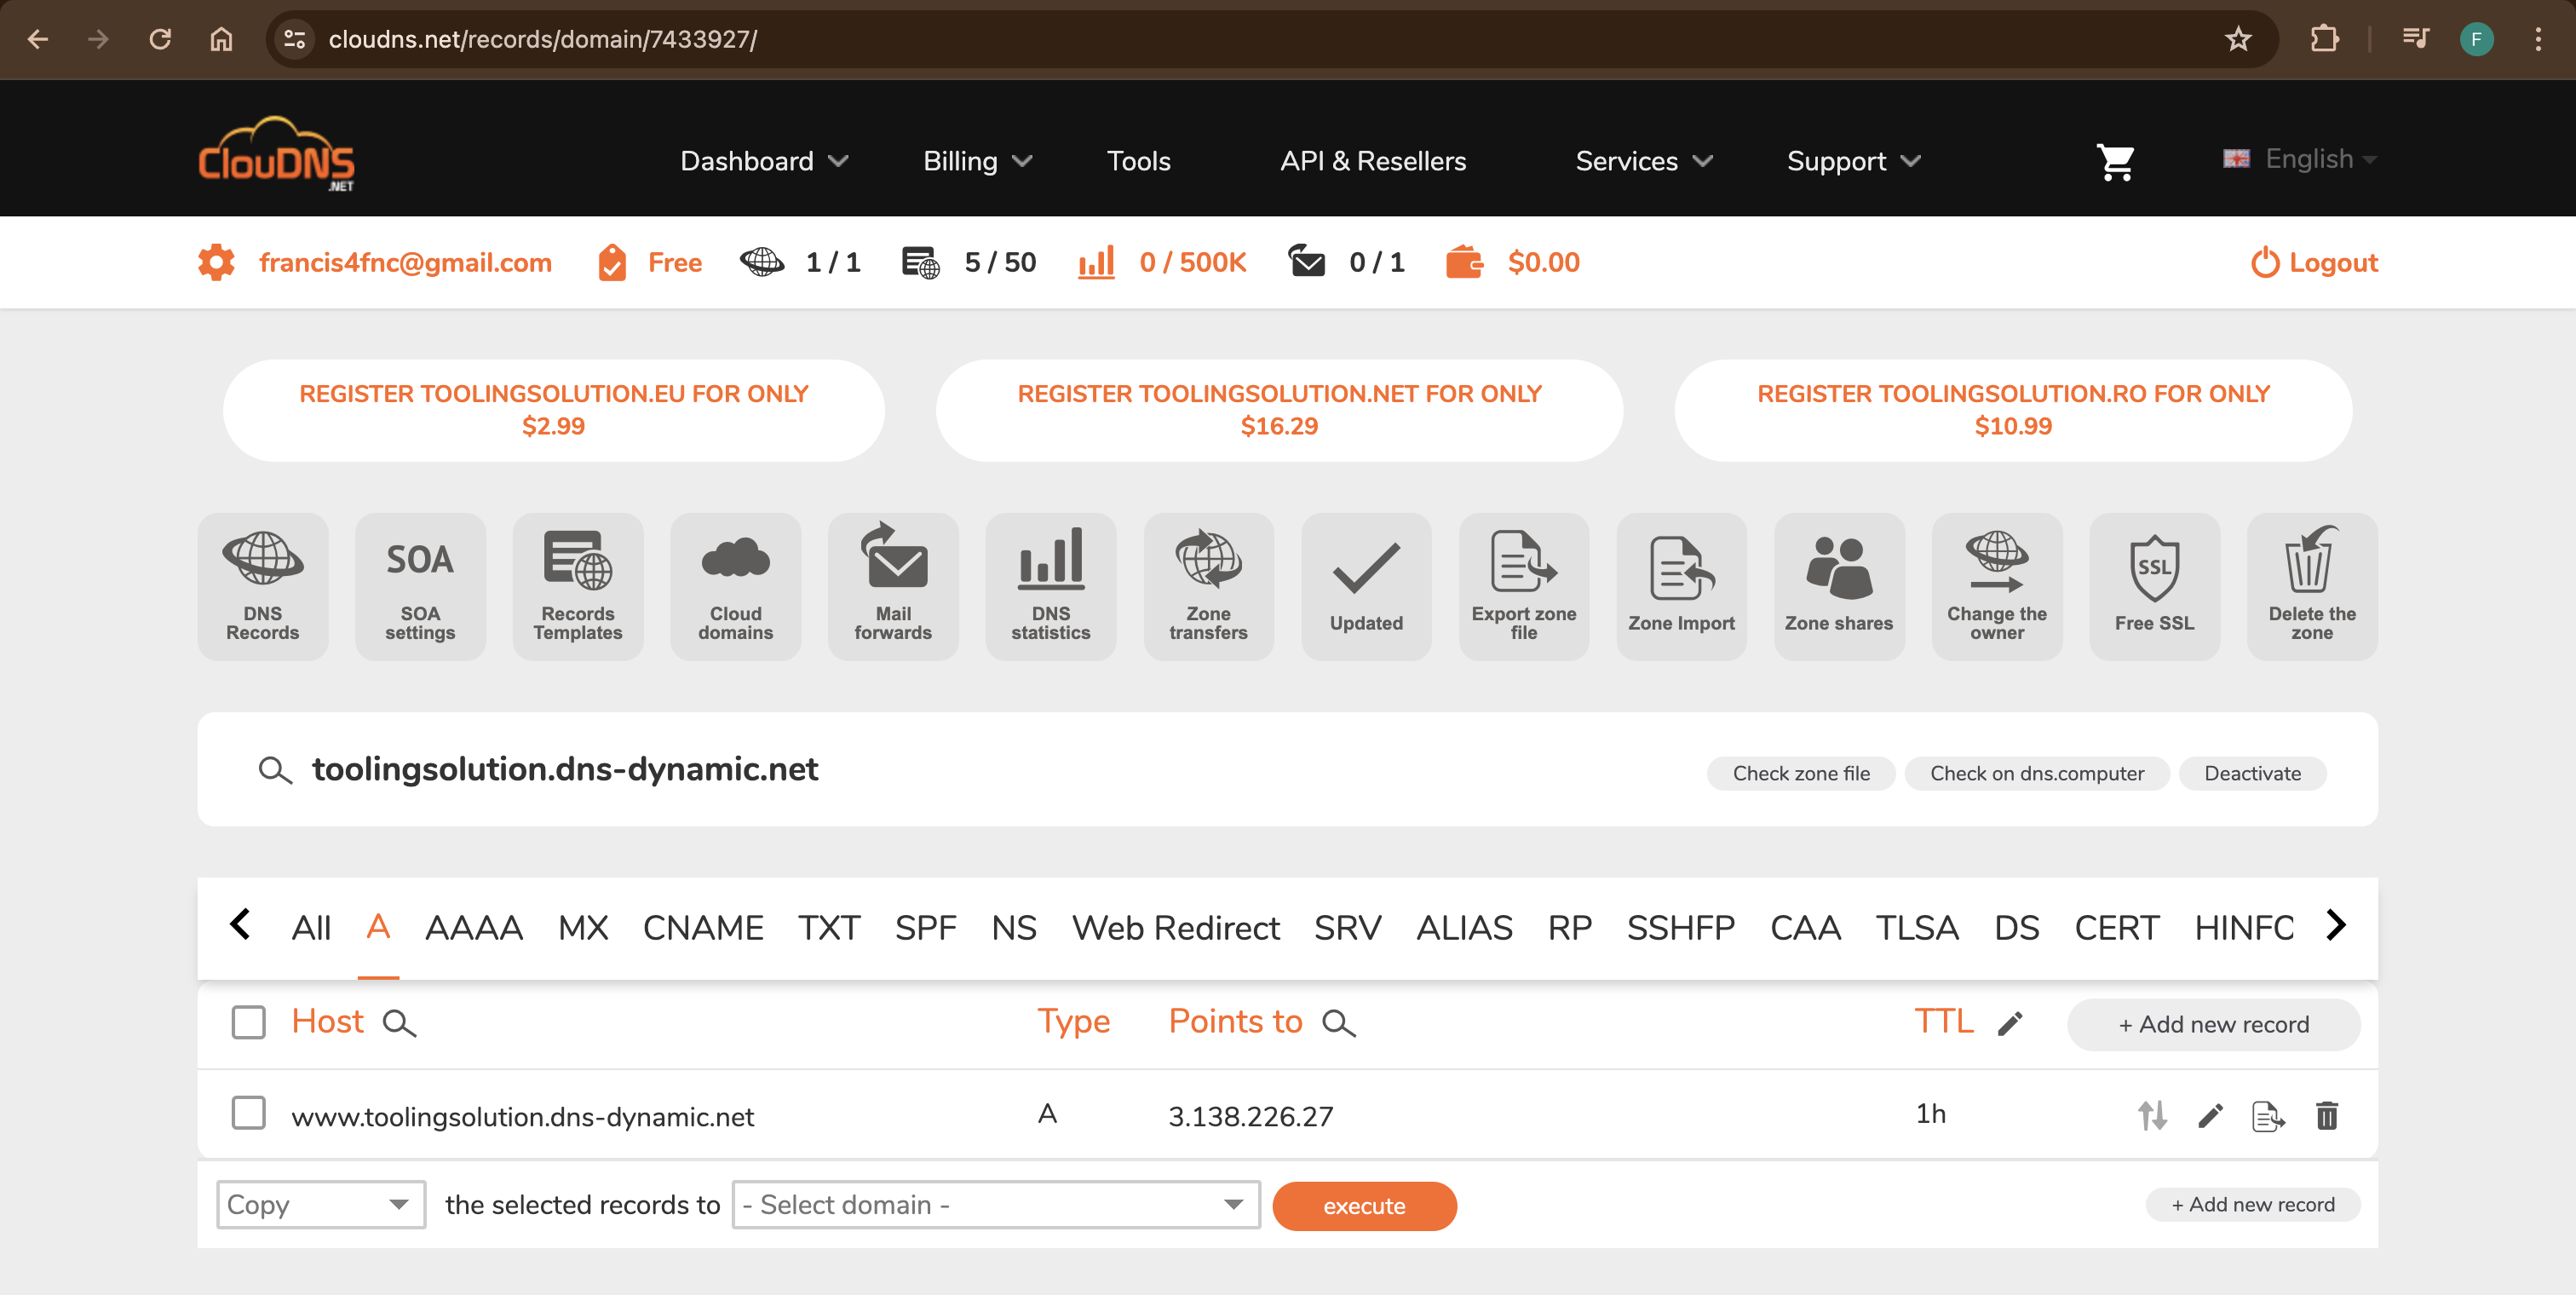 cloudns.net/records/domain/7433927/
F
ClouDNS
.NET
Dashboard
Billing
Tools
API & Resellers
Services
Support
English
francis4fnc@gmail.com
Free
1 / 1
5 / 50
0 / 500K
0 / 1
$0.00
Logout
REGISTER TOOLINGSOLUTION.EU FOR ONLY
$2.99
REGISTER TOOLINGSOLUTION.NET FOR ONLY
$16.29
REGISTER TOOLINGSOLUTION.RO FOR ONLY
$10.99
DNS
Records
SOA
SOA
settings
Records
Templates
Cloud
domains
Mail
forwards
DNS
statistics
Zone
transfers
Updated
Export zone
file
Zone Import
Zone shares
Change the
owner
SSL
Free SSL
Delete the
zone
toolingsolution.dns-dynamic.net
Check zone file
Check on dns.computer
Deactivate
All A AAAA MX CNAME TXT SPF NS Web Redirect SRV ALIAS RP SSHFP CAA TLSA DS CERT HINFO
Host
Type
Points to
TTL
+ Add new record
www.toolingsolution.dns-dynamic.net
A
3.138.226.27
1h
Copy
the selected records to
- Select domain -
execute
+ Add new record